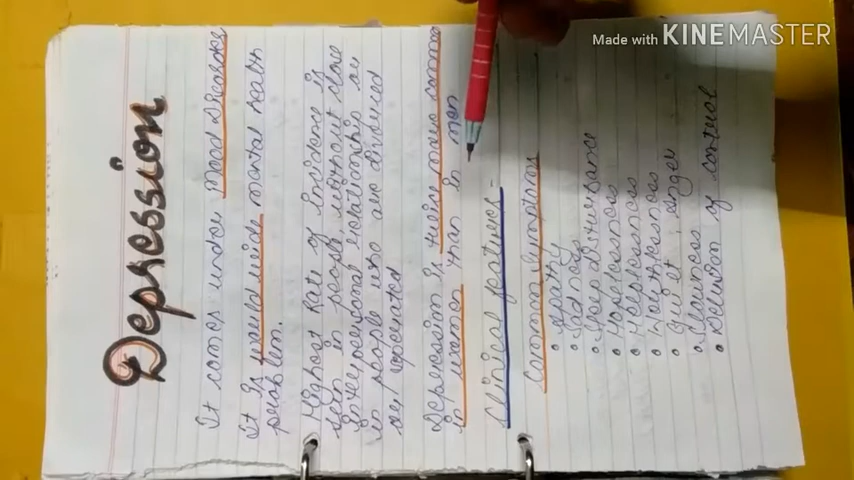 Made with KINEMASTER
Depression
It comes under Mood disorders
It is world wide mental health
problem.
Highest Rate of Incidence is
seen in people, without close
interpersonal relationship or
in people who are divorced
or seperated
Depression is twice more common
in women than in men
Clinical features -
Common Symptoms
• Apathy
• Sadness
• Sleep disturbance
• Hopelessness
• Helplessness
• Worthlessness
• Guilt, anger
• Tiredness
• Delusion of control